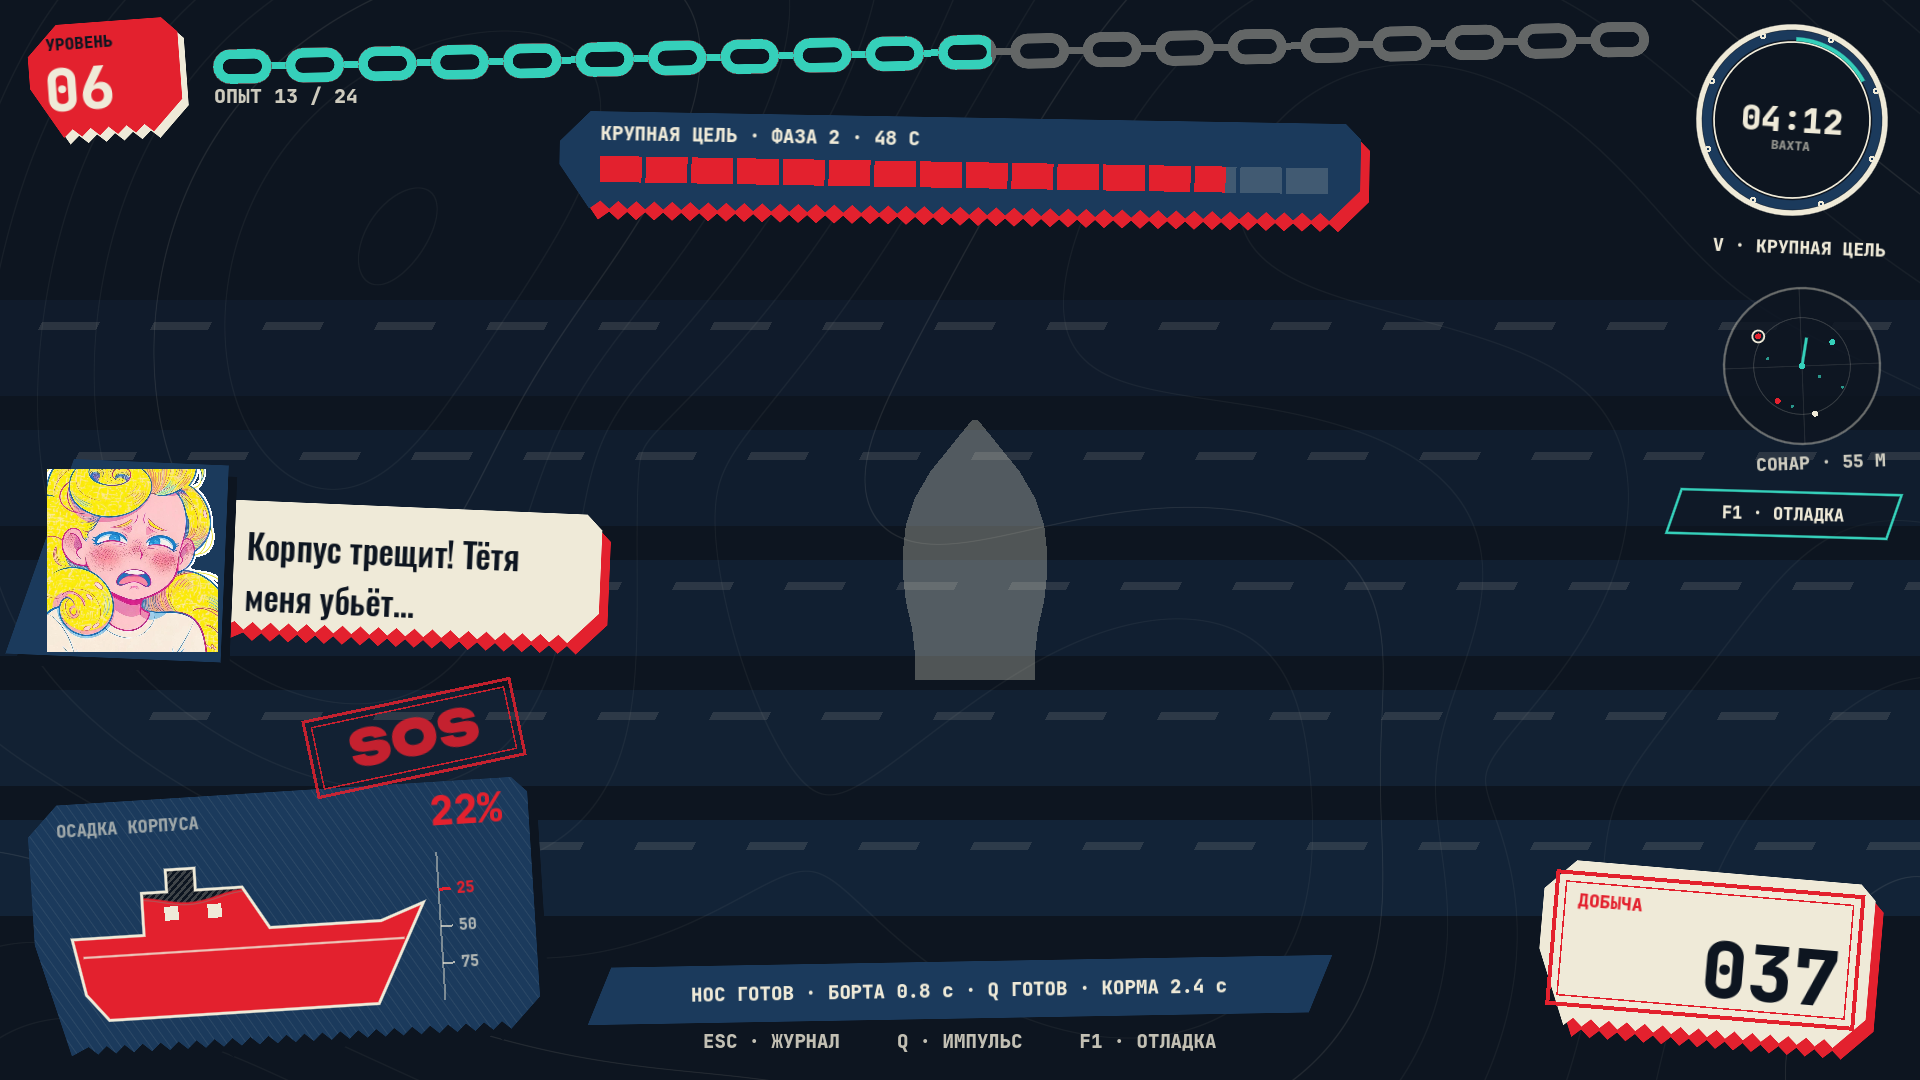 УРОВЕНЬ
06
ОПЫТ 13 / 24
КРУПНАЯ ЦЕЛЬ · ФАЗА 2 · 48 С
04:12
ВАХТА
V · КРУПНАЯ ЦЕЛЬ
СОНАР · 55 М
F1 · ОТЛАДКА
Корпус трещит! Тётя
меня убьёт...
SOS
ОСАДКА КОРПУСА
22%
25
50
75
НОС ГОТОВ · БОРТА 0.8 с · Q ГОТОВ · КОРМА 2.4 с
ESC · ЖУРНАЛ Q · ИМПУЛЬС F1 · ОТЛАДКА
ДОБЫЧА
037